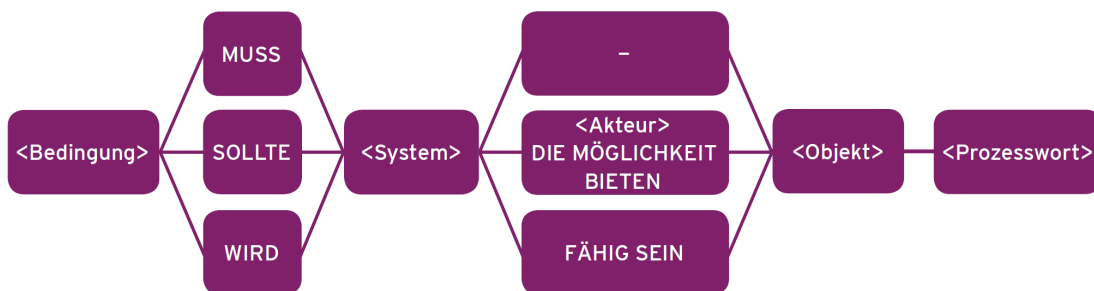 <Bedingung>
MUSS
SOLLTE
WIRD
<System>
–
<Akteur>
DIE MÖGLICHKEIT
BIETEN
FÄHIG SEIN
<Objekt>
<Prozesswort>